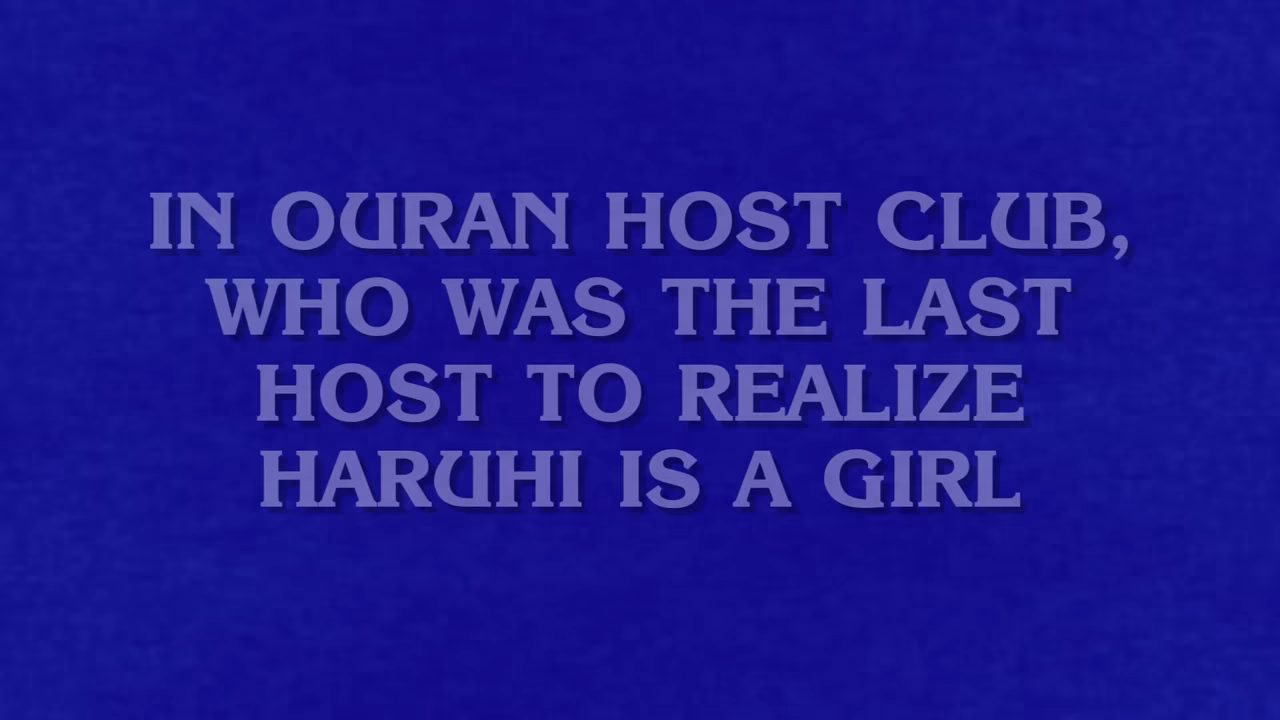 IN OURAN HOST CLUB,
WHO WAS THE LAST
HOST TO REALIZE
HARUHI IS A GIRL